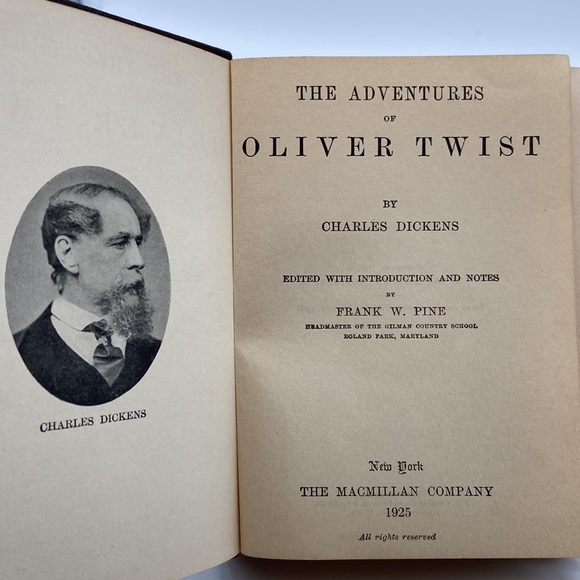 CHARLES DICKENS
THE ADVENTURES
OF
OLIVER TWIST
BY
CHARLES DICKENS
EDITED WITH INTRODUCTION AND NOTES
BY
FRANK W. PINE
HEADMASTER OF THE GILMAN COUNTRY SCHOOL
ROLAND PARK, MARYLAND
New York
THE MACMILLAN COMPANY
1925
All rights reserved